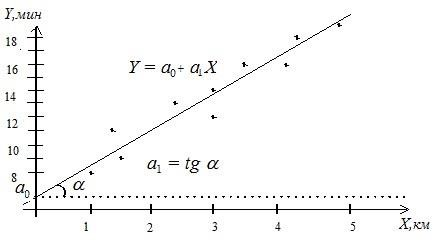 Y,мин
18
16
14
12
10
8
Y = a₀+ a₁X
a₁ = tg α
a₀
α
1 2 3 4 5
X,км